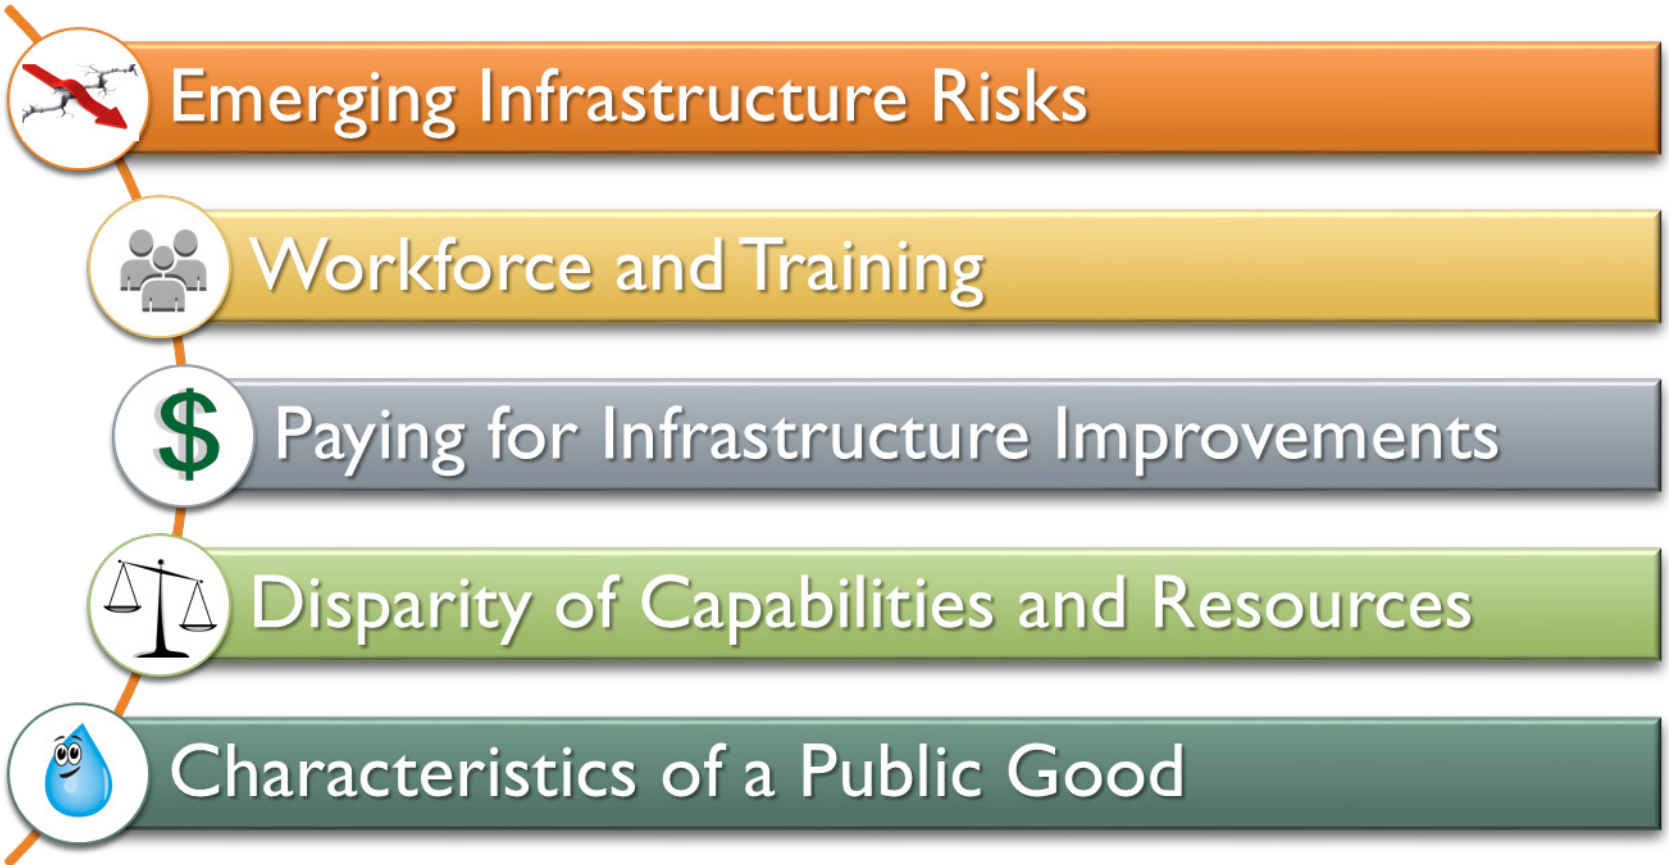 Emerging Infrastructure Risks
Workforce and Training
$ Paying for Infrastructure Improvements
Disparity of Capabilities and Resources
Characteristics of a Public Good